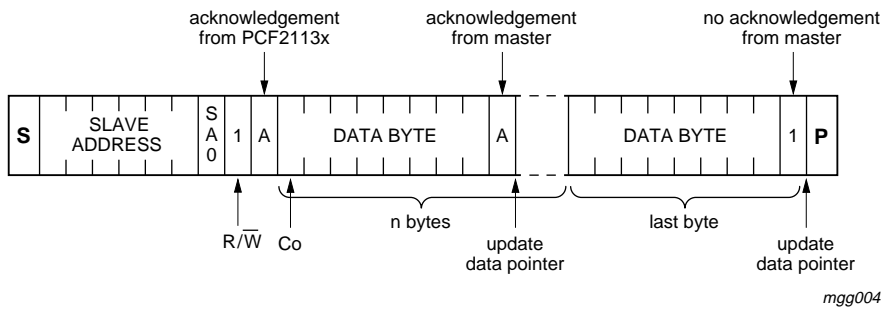 acknowledgement
from PCF2113x
acknowledgement
from master
no acknowledgement
from master
S
SLAVE
ADDRESS
S
A
0
1
A
DATA BYTE
A
DATA BYTE
1
P
R/W̅
Co
n bytes
update
data pointer
last byte
update
data pointer
mgg004